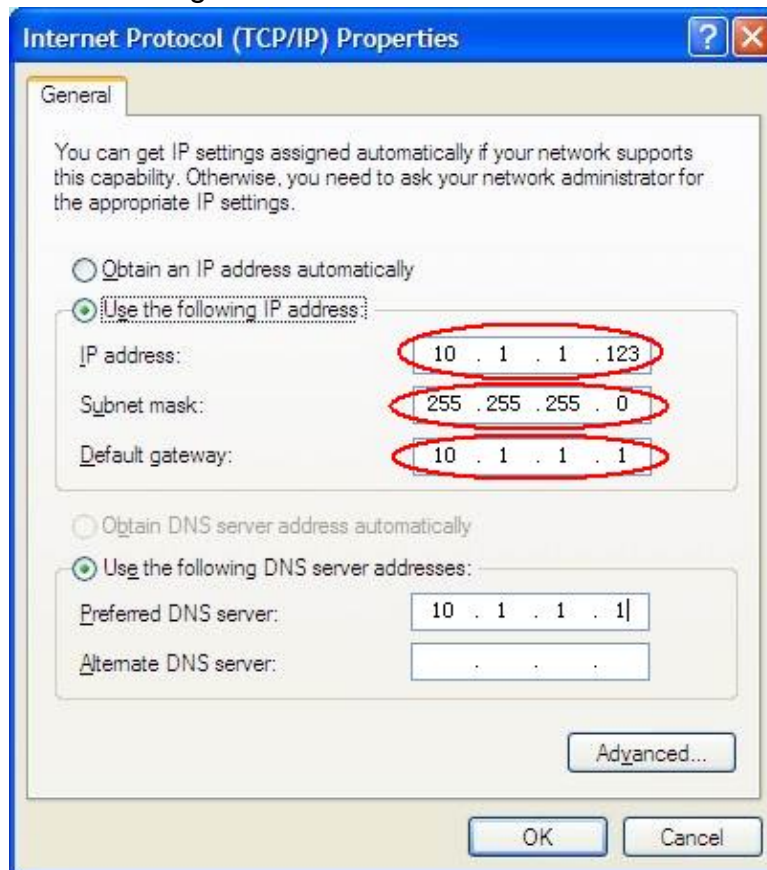 Internet Protocol (TCP/IP) Properties
General
You can get IP settings assigned automatically if your network supports
this capability. Otherwise, you need to ask your network administrator for
the appropriate IP settings.
Obtain an IP address automatically
Use the following IP address:
IP address: 10 . 1 . 1 . 123
Subnet mask: 255 . 255 . 255 . 0
Default gateway: 10 . 1 . 1 . 1
Obtain DNS server address automatically
Use the following DNS server addresses:
Preferred DNS server: 10 . 1 . 1 . 1
Alternate DNS server: . . .
Advanced...
OK Cancel